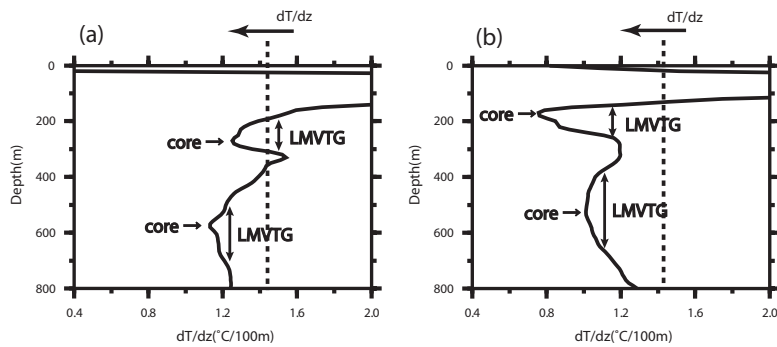 dT/dz
dT/dz
(a)
(b)
0
200
400
600
800
Depth(m)
core
LMVTG
core
LMVTG
0.4
0.8
1.2
1.6
2.0
dT/dz(°C/100m)
0
200
400
600
800
Depth(m)
core
LMVTG
core
LMVTG
0.4
0.8
1.2
1.6
2.0
dT/dz(°C/100m)